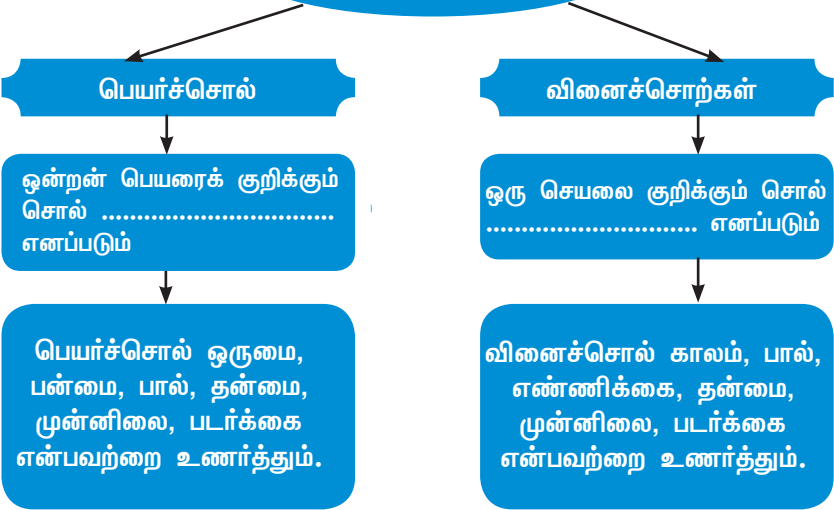 பெயர்ச்சொல்
ஒன்றன் பெயரைக் குறிக்கும்
சொல் .................................
எனப்படும்
பெயர்ச்சொல் ஒருமை,
பன்மை, பால், தன்மை,
முன்னிலை, படர்க்கை
என்பவற்றை உணர்த்தும்.
வினைச்சொற்கள்
ஒரு செயலை குறிக்கும் சொல்
.............................. எனப்படும்
வினைச்சொல் காலம், பால்,
எண்ணிக்கை, தன்மை,
முன்னிலை, படர்க்கை
என்பவற்றை உணர்த்தும்.